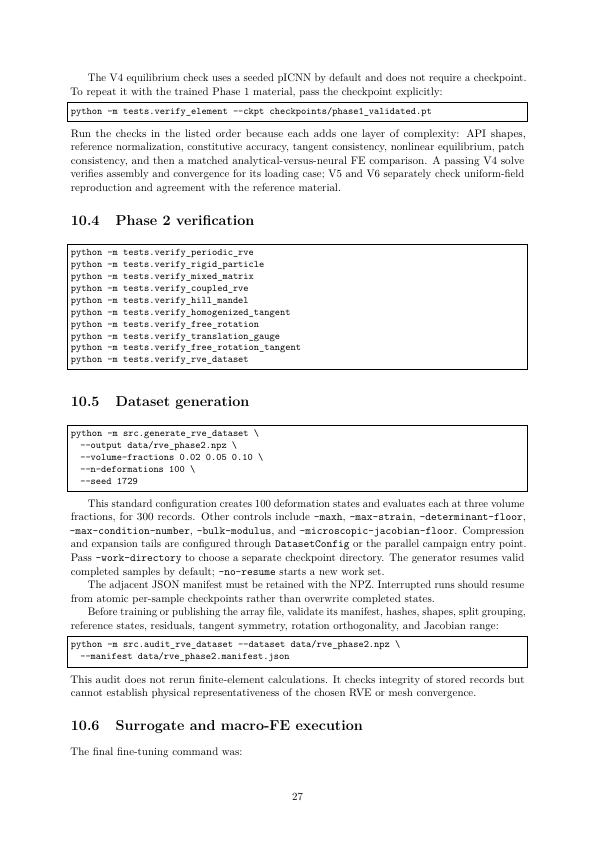 The V4 equilibrium check uses a seeded pICNN by default and does not require a checkpoint.
To repeat it with the trained Phase 1 material, pass the checkpoint explicitly:
python -m tests.verify_element --ckpt checkpoints/phase1_validated.pt
Run the checks in the listed order because each adds one layer of complexity: API shapes,
reference normalization, constitutive accuracy, tangent consistency, nonlinear equilibrium, patch
consistency, and then a matched analytical-versus-neural FE comparison. A passing V4 solve
verifies assembly and convergence for its loading case; V5 and V6 separately check uniform-field
reproduction and agreement with the reference material.
10.4 Phase 2 verification
python -m tests.verify_periodic_rve
python -m tests.verify_rigid_particle
python -m tests.verify_mixed_matrix
python -m tests.verify_coupled_rve
python -m tests.verify_hill_mandel
python -m tests.verify_homogenized_tangent
python -m tests.verify_free_rotation
python -m tests.verify_translation_gauge
python -m tests.verify_free_rotation_tangent
python -m tests.verify_rve_dataset
10.5 Dataset generation
python -m src.generate_rve_dataset \
--output data/rve_phase2.npz \
--volume-fractions 0.02 0.05 0.10 \
--n-deformations 100 \
--seed 1729
This standard configuration creates 100 deformation states and evaluates each at three volume
fractions, for 300 records. Other controls include –maxh, –max-strain, –determinant-floor,
–max-condition-number, –bulk-modulus, and –microscopic-jacobian-floor. Compression
and expansion tails are configured through DatasetConfig or the parallel campaign entry point.
Pass –work-directory to choose a separate checkpoint directory. The generator resumes valid
completed samples by default; –no-resume starts a new work set.
The adjacent JSON manifest must be retained with the NPZ. Interrupted runs should resume
from atomic per-sample checkpoints rather than overwrite completed states.
Before training or publishing the array file, validate its manifest, hashes, shapes, split grouping,
reference states, residuals, tangent symmetry, rotation orthogonality, and Jacobian range:
python -m src.audit_rve_dataset --dataset data/rve_phase2.npz \
--manifest data/rve_phase2.manifest.json
This audit does not rerun finite-element calculations. It checks integrity of stored records but
cannot establish physical representativeness of the chosen RVE or mesh convergence.
10.6 Surrogate and macro-FE execution
The final fine-tuning command was:
27